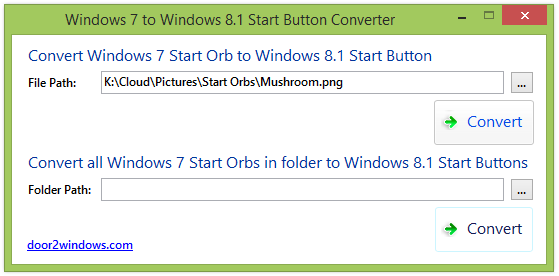 Windows 7 to Windows 8.1 Start Button Converter
Convert Windows 7 Start Orb to Windows 8.1 Start Button
File Path: K:\Cloud\Pictures\Start Orbs\Mushroom.png ...
Convert
Convert all Windows 7 Start Orbs in folder to Windows 8.1 Start Buttons
Folder Path: ...
Convert
door2windows.com